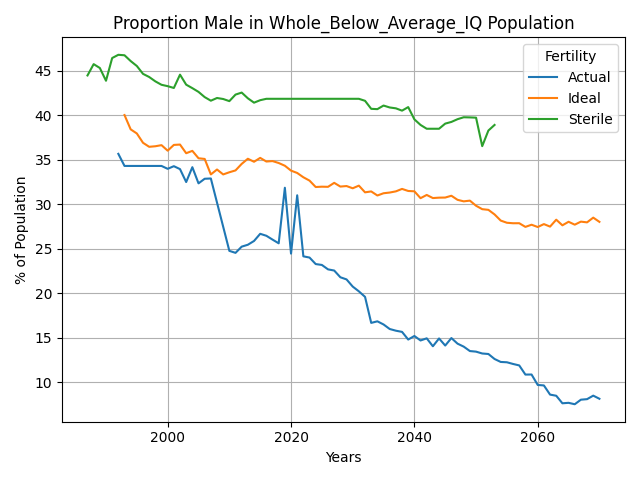 Proportion Male in Whole_Below_Average_IQ Population
Fertility
Actual
Ideal
Sterile
% of Population
45
40
35
30
25
20
15
10
2000
2020
2040
2060
Years